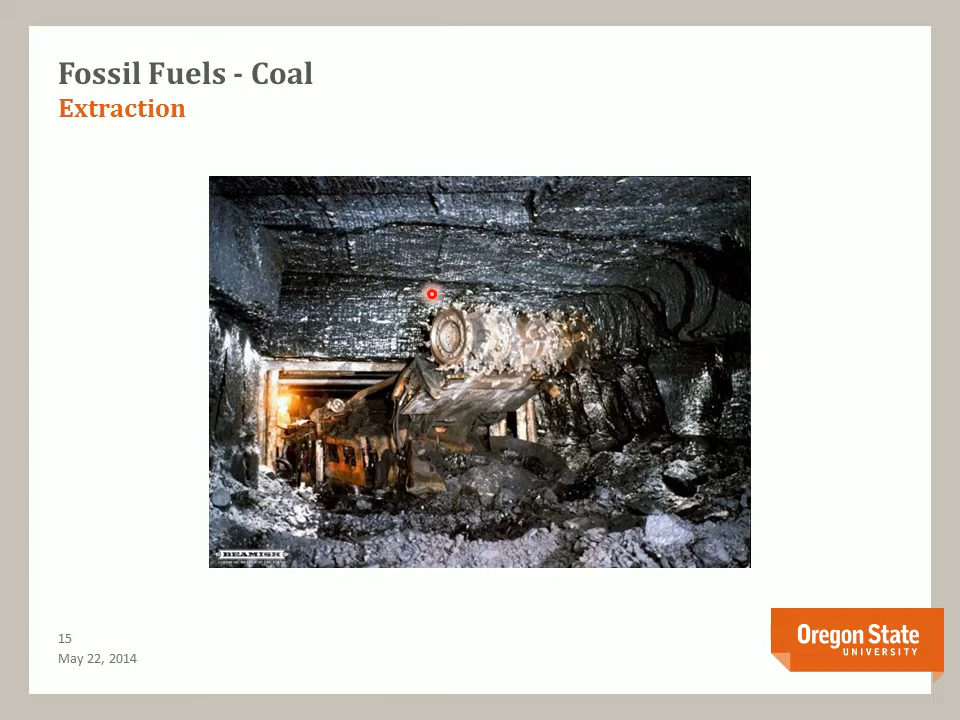 Fossil Fuels - Coal
Extraction
BEAMISH
15
May 22, 2014
Oregon State
UNIVERSITY